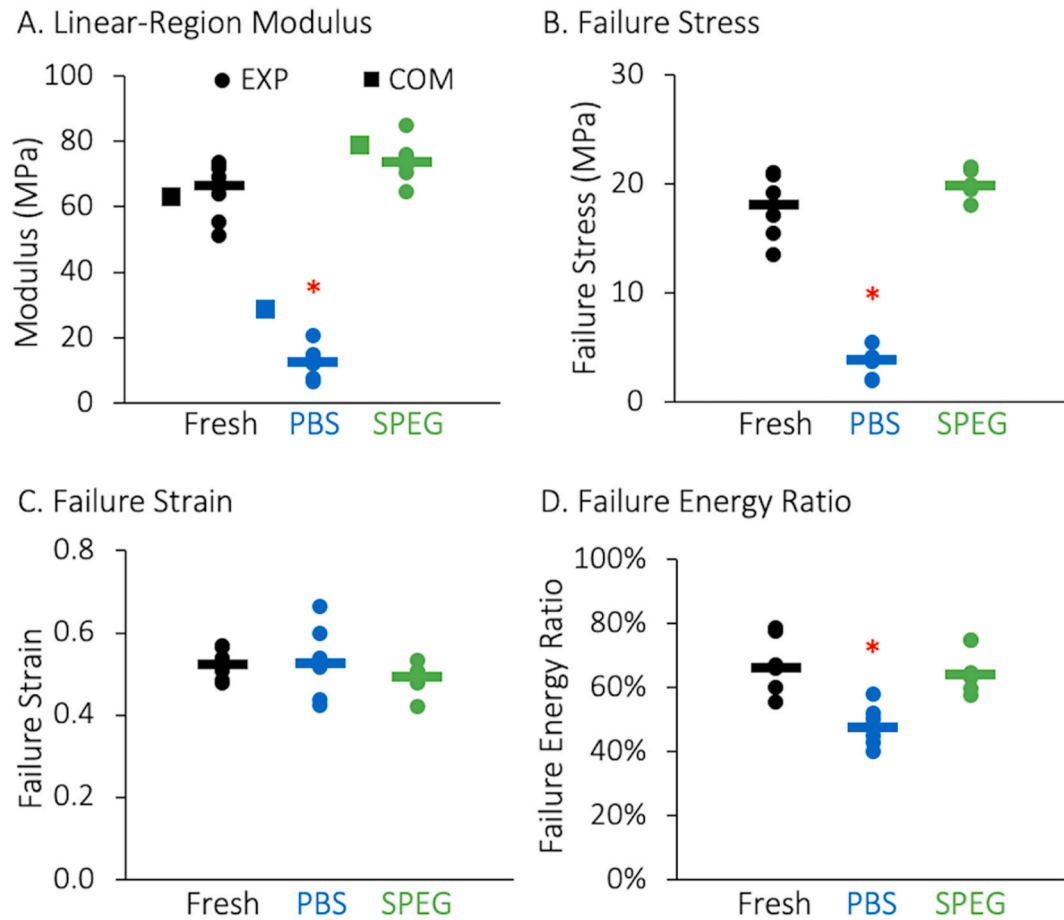 A. Linear-Region Modulus
EXP
COM
Modulus (MPa)
100
80
60
40
20
0
*
Fresh PBS SPEG
B. Failure Stress
Failure Stress (MPa)
30
20
10
0
*
Fresh PBS SPEG
C. Failure Strain
Failure Strain
0.8
0.6
0.4
0.2
0.0
Fresh PBS SPEG
D. Failure Energy Ratio
Failure Energy Ratio
100%
80%
60%
40%
20%
0%
*
Fresh PBS SPEG